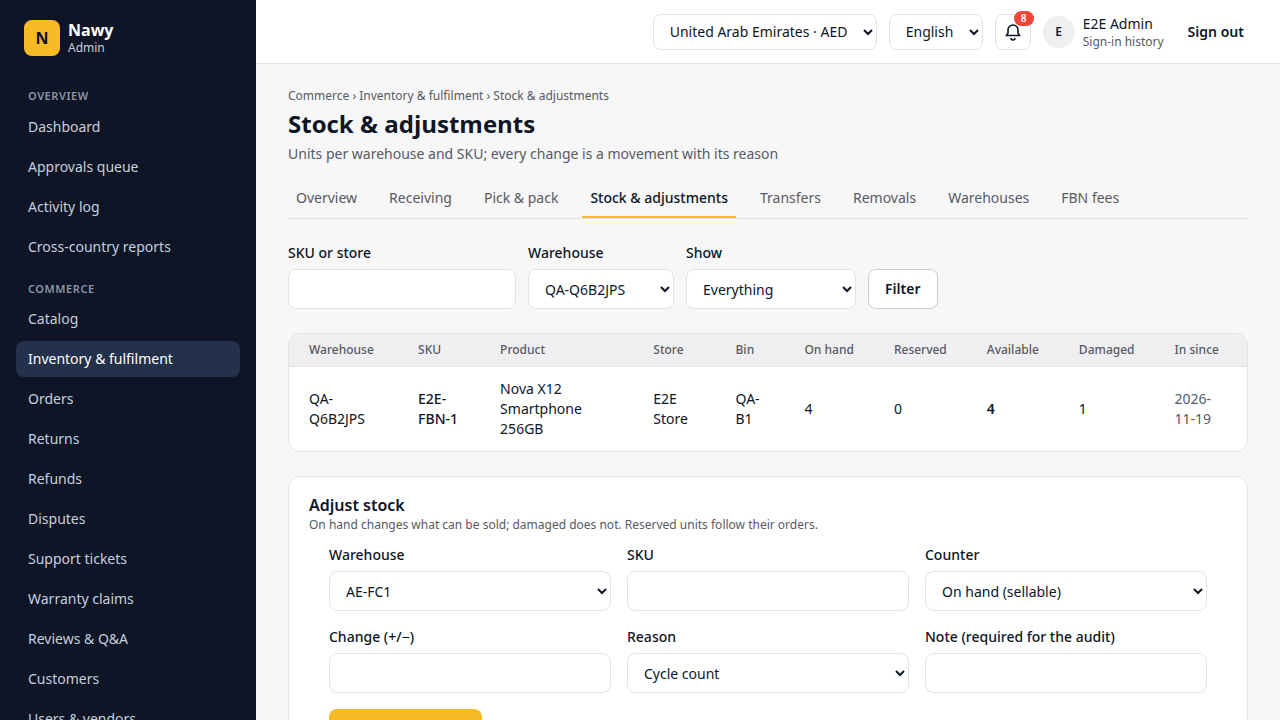 N
Nawy
Admin
OVERVIEW
Dashboard
Approvals queue
Activity log
Cross-country reports
COMMERCE
Catalog
Inventory & fulfilment
Orders
Returns
Refunds
Disputes
Support tickets
Warranty claims
Reviews & Q&A
Customers
Users & vendors
United Arab Emirates · AED
English
8
E
E2E Admin
Sign-in history
Sign out
Commerce › Inventory & fulfilment › Stock & adjustments
Stock & adjustments
Units per warehouse and SKU; every change is a movement with its reason
Overview Receiving Pick & pack Stock & adjustments Transfers Removals Warehouses FBN fees
SKU or store Warehouse Show
QA-Q6B2JPS Everything Filter
Warehouse SKU Product Store Bin On hand Reserved Available Damaged In since
QA-
Q6B2JPS
E2E-
FBN-1
Nova X12
Smartphone
256GB
E2E
Store
QA-
B1
4
0
4
1
2026-
11-19
Adjust stock
On hand changes what can be sold; damaged does not. Reserved units follow their orders.
Warehouse SKU Counter
AE-FC1 On hand (sellable)
Change (+/−) Reason Note (required for the audit)
Cycle count